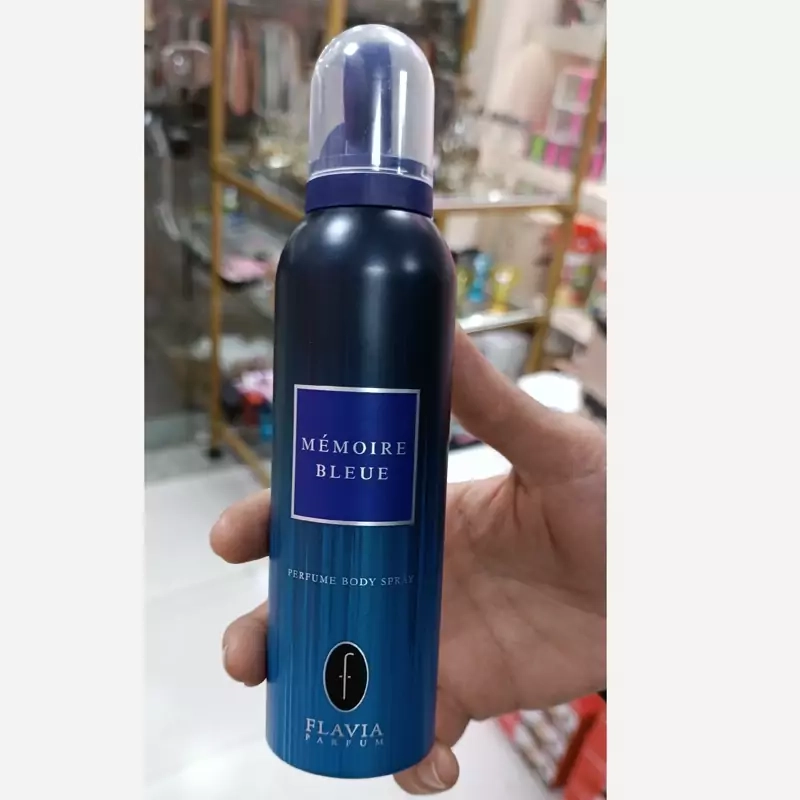 MÉMOIRE
BLEUE
PERFUME BODY SPRAY
f
FLAVIA
PARFUM